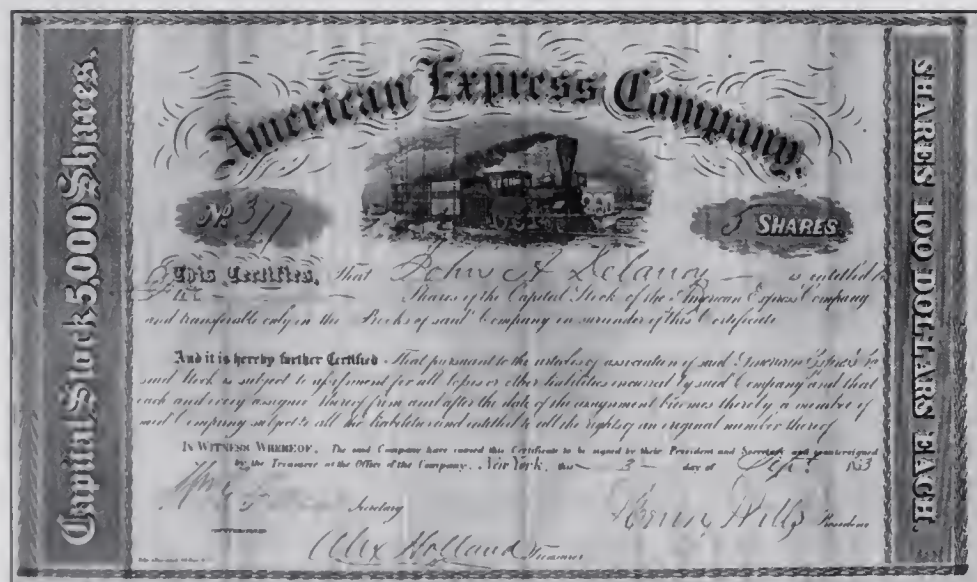 American Express Company.
Capital Stock 5,000 Shares.
No. 377
5 SHARES
This Certifies, That John A Delanoy is entitled to
Shares of the Capital Stock of the American Express Company
and transferable only in the Books of said Company on surrender of this Certificate
And it is hereby further Certified. That pursuant to the articles of association of said American Express Co
said Stock is subject to assessment for all losses or other liabilities incurred by said Company and that
each and every assignee thereof from and after the date of the assignment becomes thereby a member of
said Company subject to all the liabilities and entitled to all the rights of an original member thereof
IN WITNESS WHEREOF, The said Company have caused this Certificate to be signed by their President and Secretary and countersigned
by the Treasurer at the Office of the Company, New York, this 3 day of Sept. 1853
Secretary
Henry Wells President
Alex Holland Treasurer
SHARES 100 DOLLARS EACH.